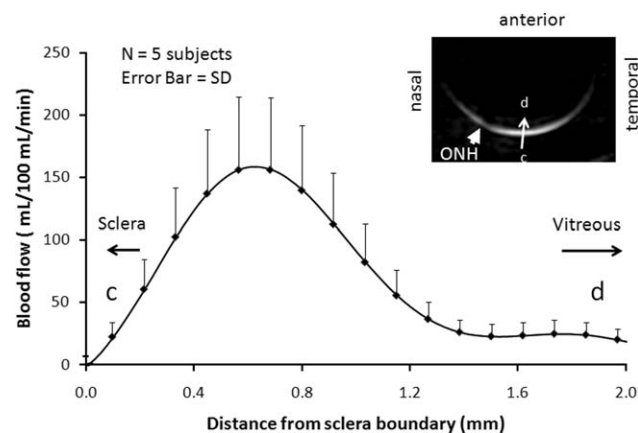 anterior
250
N = 5 subjects
Error Bar = SD
200
nasal
d
temporal
ONH
c
150
Blood flow ( mL/100 mL/min)
Sclera
Vitreous
100
c
d
50
0
0.0 0.4 0.8 1.2 1.6 2.0
Distance from sclera boundary (mm)